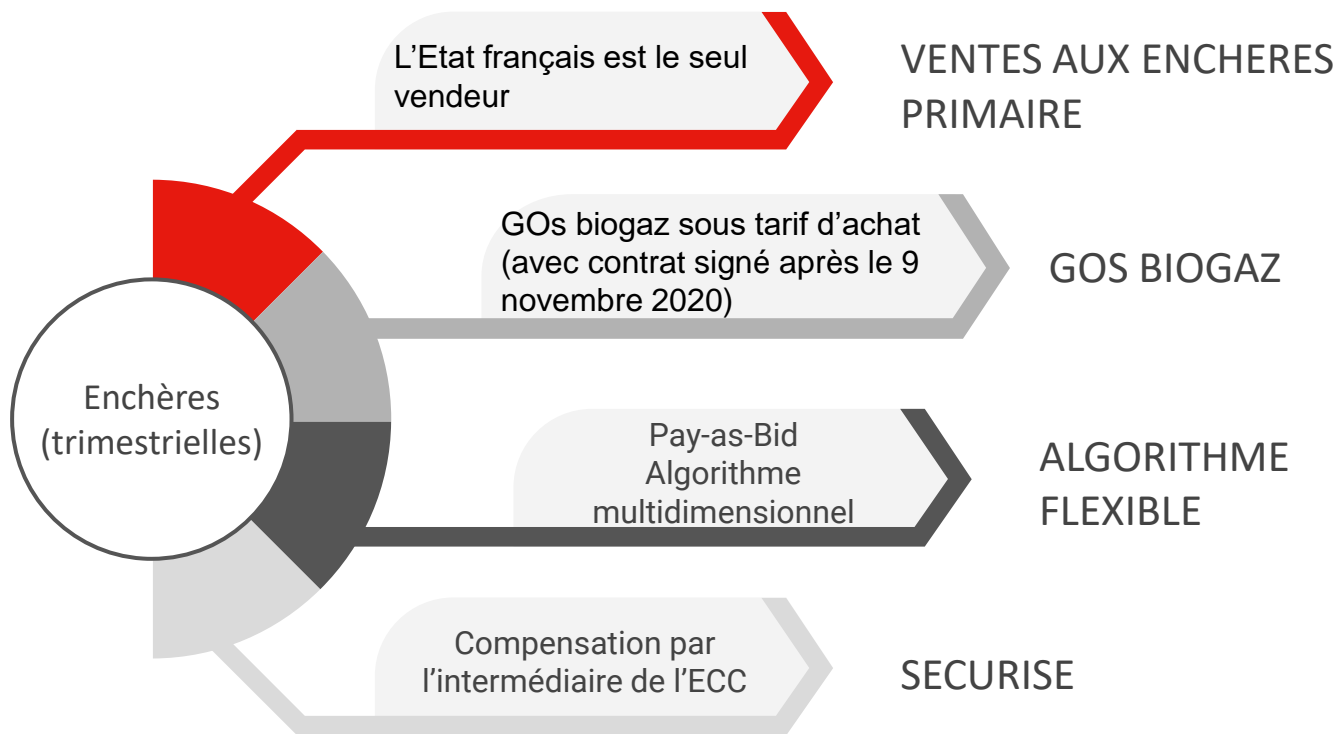 L’Etat français est le seul
vendeur
VENTES AUX ENCHERES
PRIMAIRE
GOs biogaz sous tarif d’achat
(avec contrat signé après le 9
novembre 2020)
GOS BIOGAZ
Enchères
(trimestrielles)
Pay-as-Bid
Algorithme
multidimensionnel
ALGORITHME
FLEXIBLE
Compensation par
l’intermédiaire de l’ECC
SECURISE